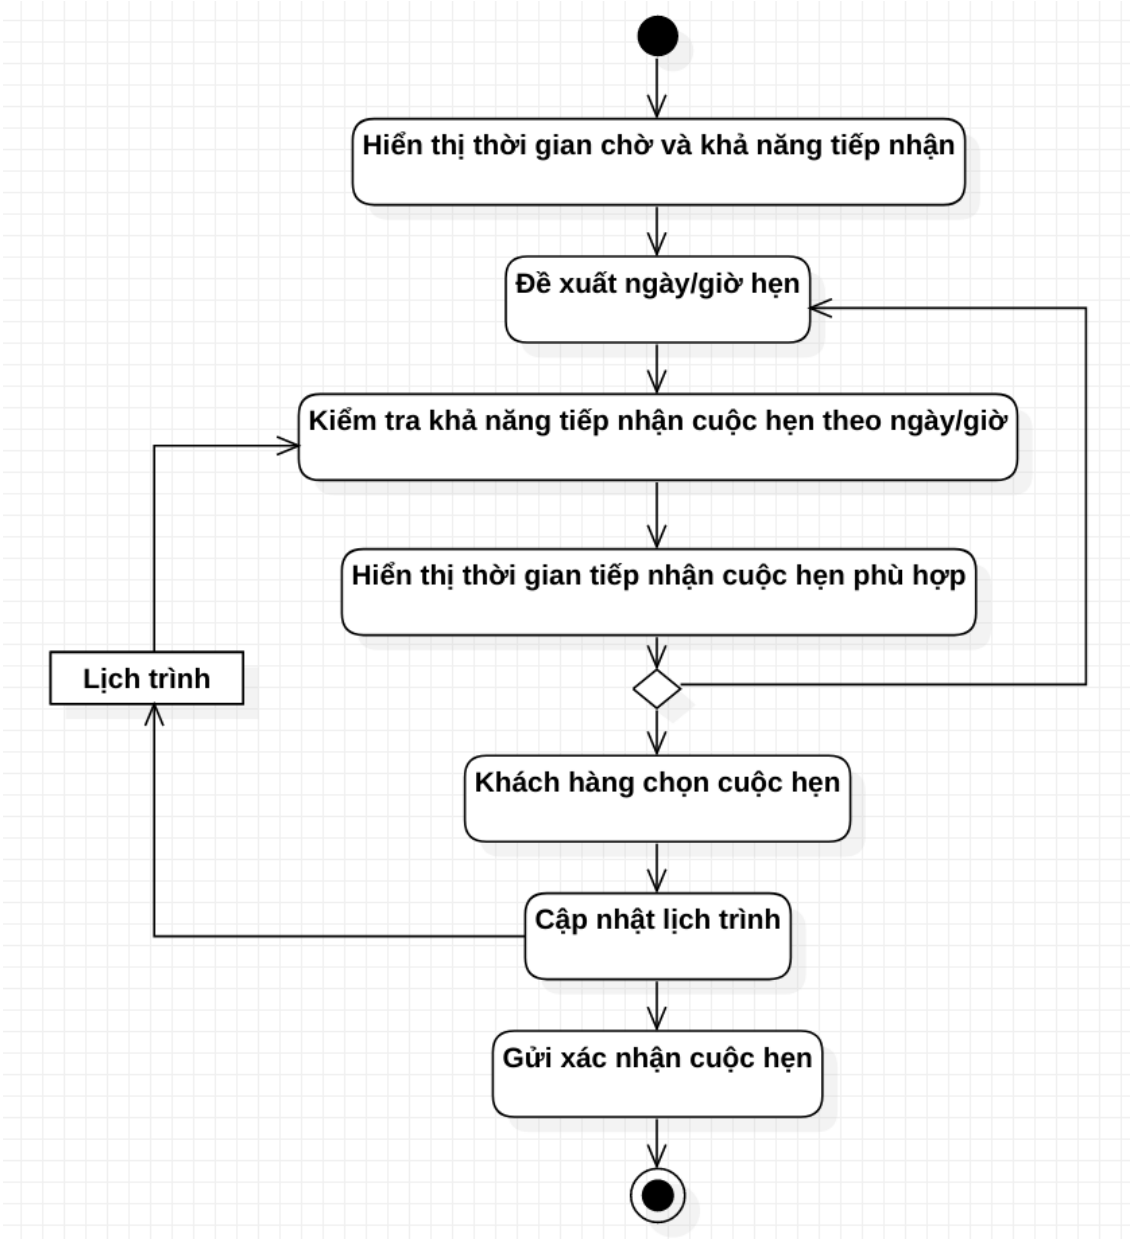 Hiển thị thời gian chờ và khả năng tiếp nhận
Đề xuất ngày/giờ hẹn
Kiểm tra khả năng tiếp nhận cuộc hẹn theo ngày/giờ
Hiển thị thời gian tiếp nhận cuộc hẹn phù hợp
Lịch trình
Khách hàng chọn cuộc hẹn
Cập nhật lịch trình
Gửi xác nhận cuộc hẹn